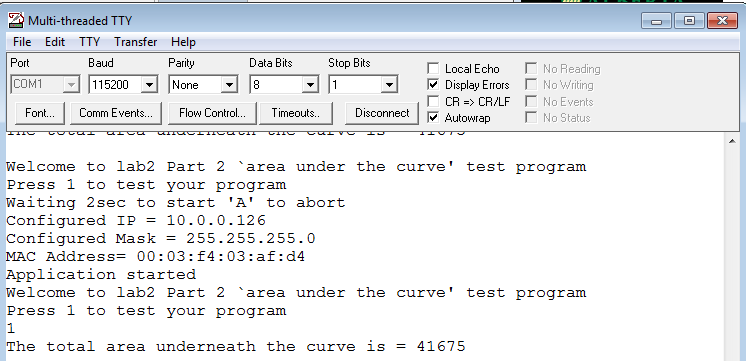 Multi-threaded TTY
File Edit TTY Transfer Help
Port Baud Parity Data Bits Stop Bits
COM1 115200 None 8 1
Font... Comm Events... Flow Control... Timeouts.. Disconnect
Local Echo No Reading
Display Errors No Writing
CR => CR/LF No Events
Autowrap No Status
The total area underneath the curve is = 41675
Welcome to lab2 Part 2 `area under the curve' test program
Press 1 to test your program
Waiting 2sec to start 'A' to abort
Configured IP = 10.0.0.126
Configured Mask = 255.255.255.0
MAC Address= 00:03:f4:03:af:d4
Application started
Welcome to lab2 Part 2 `area under the curve' test program
Press 1 to test your program
1
The total area underneath the curve is = 41675